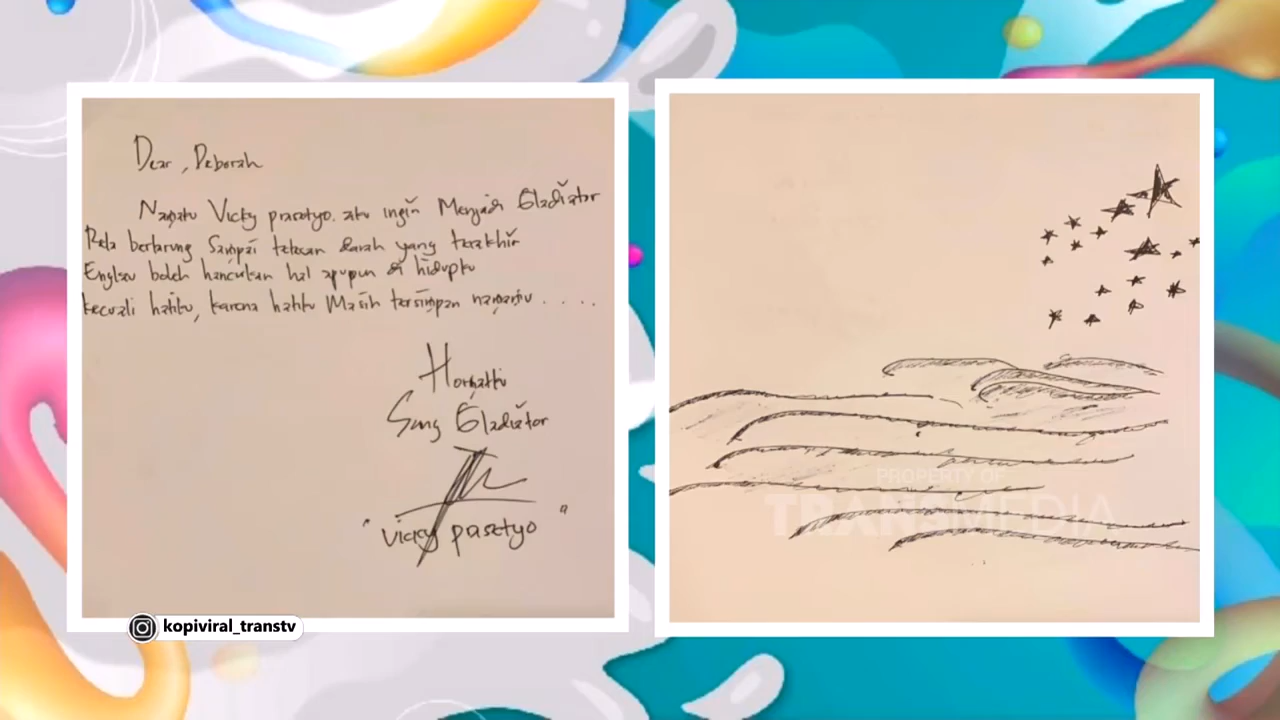 Dear, Deborah
Namaku Vicky prasetyo. aku ingin Menjadi Gladiator
Rela bertarung Sampai tetesan darah yang terakhir
Engkau boleh hancurkan hal apupun di hidupku
kecuali hatiku, karena hatiku Masih tersimpan namamu . . . . .
Hormatku
Sang Gladiator
" Vicky prasetyo "
kopiviral_transtv
PROPERTY OF
TRANSMEDIA